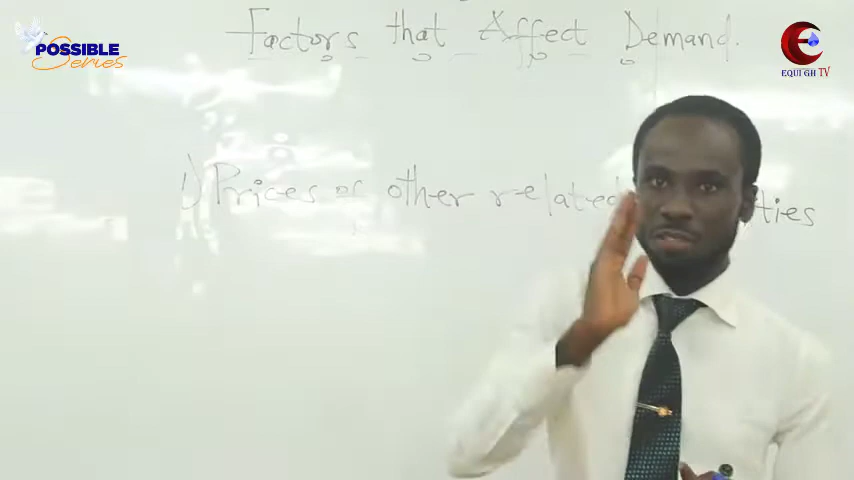 Factors that Affect Demand.
POSSIBLE
Series
EQUI GH TV
1) Prices of other related ties